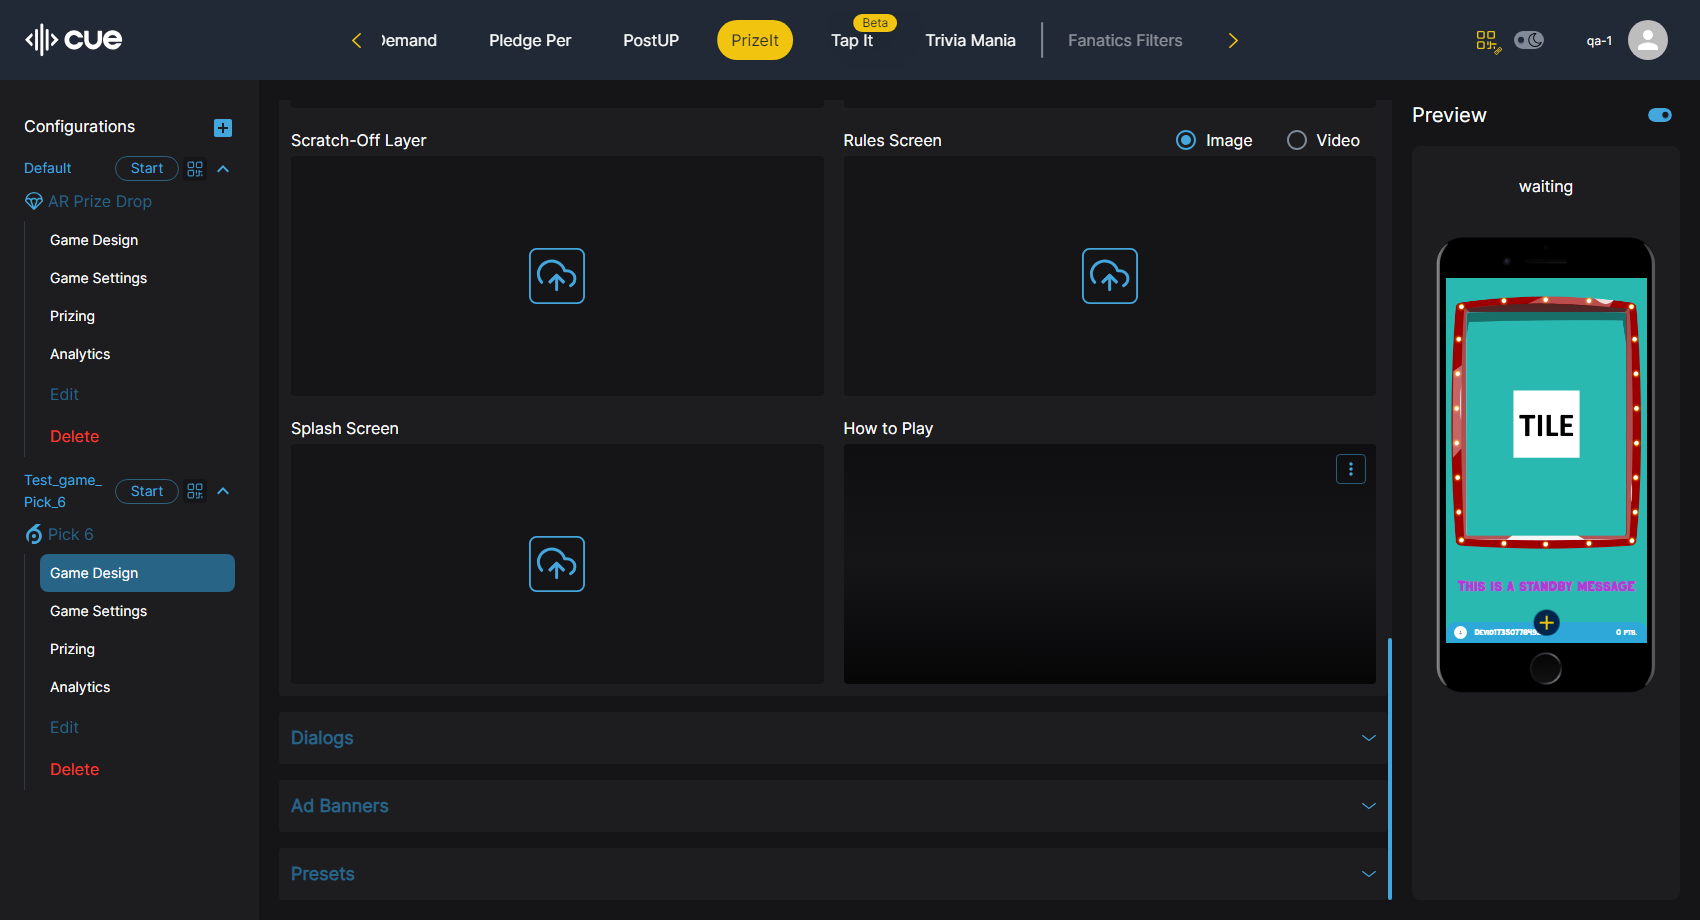 cue
Demand
Pledge Per
PostUP
PrizeIt
Beta
Tap It
Trivia Mania
Fanatics Filters
qa-1
Configurations
Default
Start
AR Prize Drop
Game Design
Game Settings
Prizing
Analytics
Edit
Delete
Test_game_
Pick_6
Start
Pick 6
Game Design
Game Settings
Prizing
Analytics
Edit
Delete
Scratch-Off Layer
Rules Screen
Image
Video
Splash Screen
How to Play
Dialogs
Ad Banners
Presets
Preview
waiting
TILE
THIS IS A STANDBY MESSAGE
0 PTS.